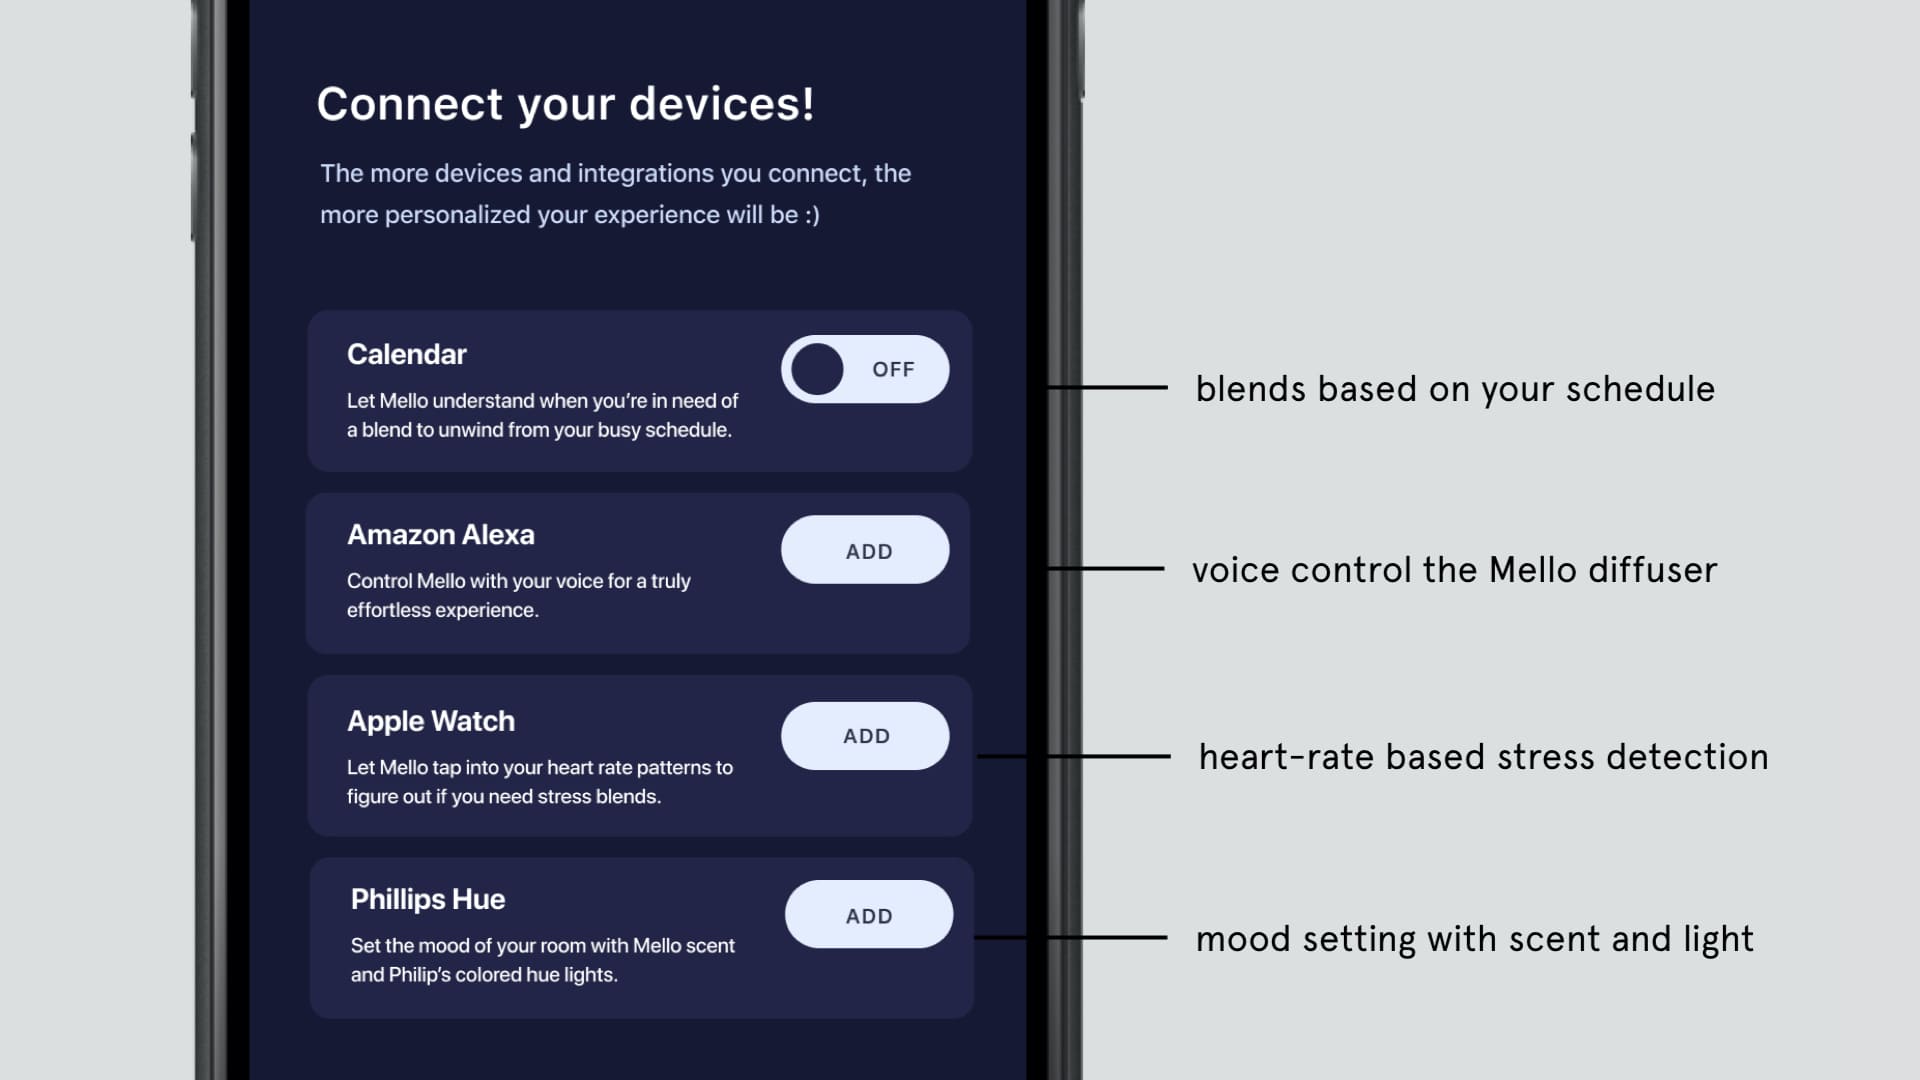 Connect your devices!
The more devices and integrations you connect, the
more personalized your experience will be :)
Calendar
OFF
Let Mello understand when you’re in need of
a blend to unwind from your busy schedule.
blends based on your schedule
Amazon Alexa
ADD
Control Mello with your voice for a truly
effortless experience.
voice control the Mello diffuser
Apple Watch
ADD
Let Mello tap into your heart rate patterns to
figure out if you need stress blends.
heart-rate based stress detection
Phillips Hue
ADD
Set the mood of your room with Mello scent
and Philip’s colored hue lights.
mood setting with scent and light